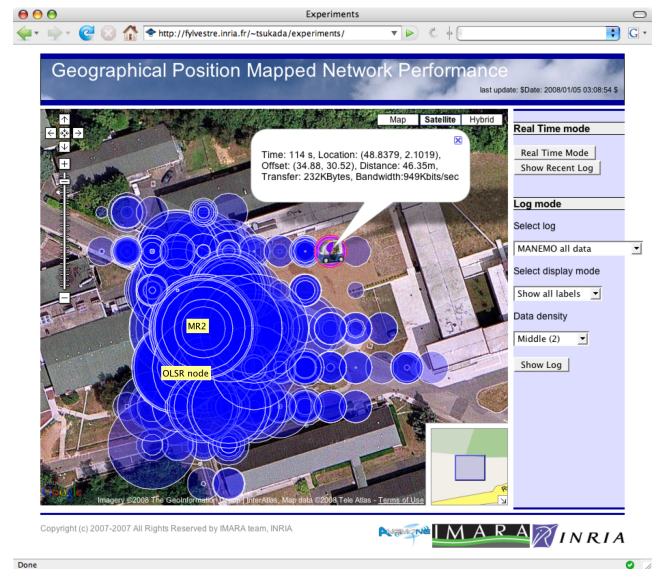 Experiments
http://fylvestre.inria.fr/~tsukada/experiments/
G
Geographical Position Mapped Network Performance
last update: $Date: 2008/01/05 03:08:54 $
Map
Satellite
Hybrid
Time: 114 s, Location: (48.8379, 2.1019),
Offset: (34.88, 30.52), Distance: 46.35m,
Transfer: 232KBytes, Bandwidth:949Kbits/sec
MR2
OLSR node
Imagery ©2008 The GeoInformation Group | InterAtlas, Map data ©2008 Tele Atlas - Terms of Use
Real Time mode
Real Time Mode
Show Recent Log
Log mode
Select log
MANEMO all data
Select display mode
Show all labels
Data density
Middle (2)
Show Log
Copyright (c) 2007-2007 All Rights Reserved by IMARA team, INRIA
IMARA
INRIA
Done